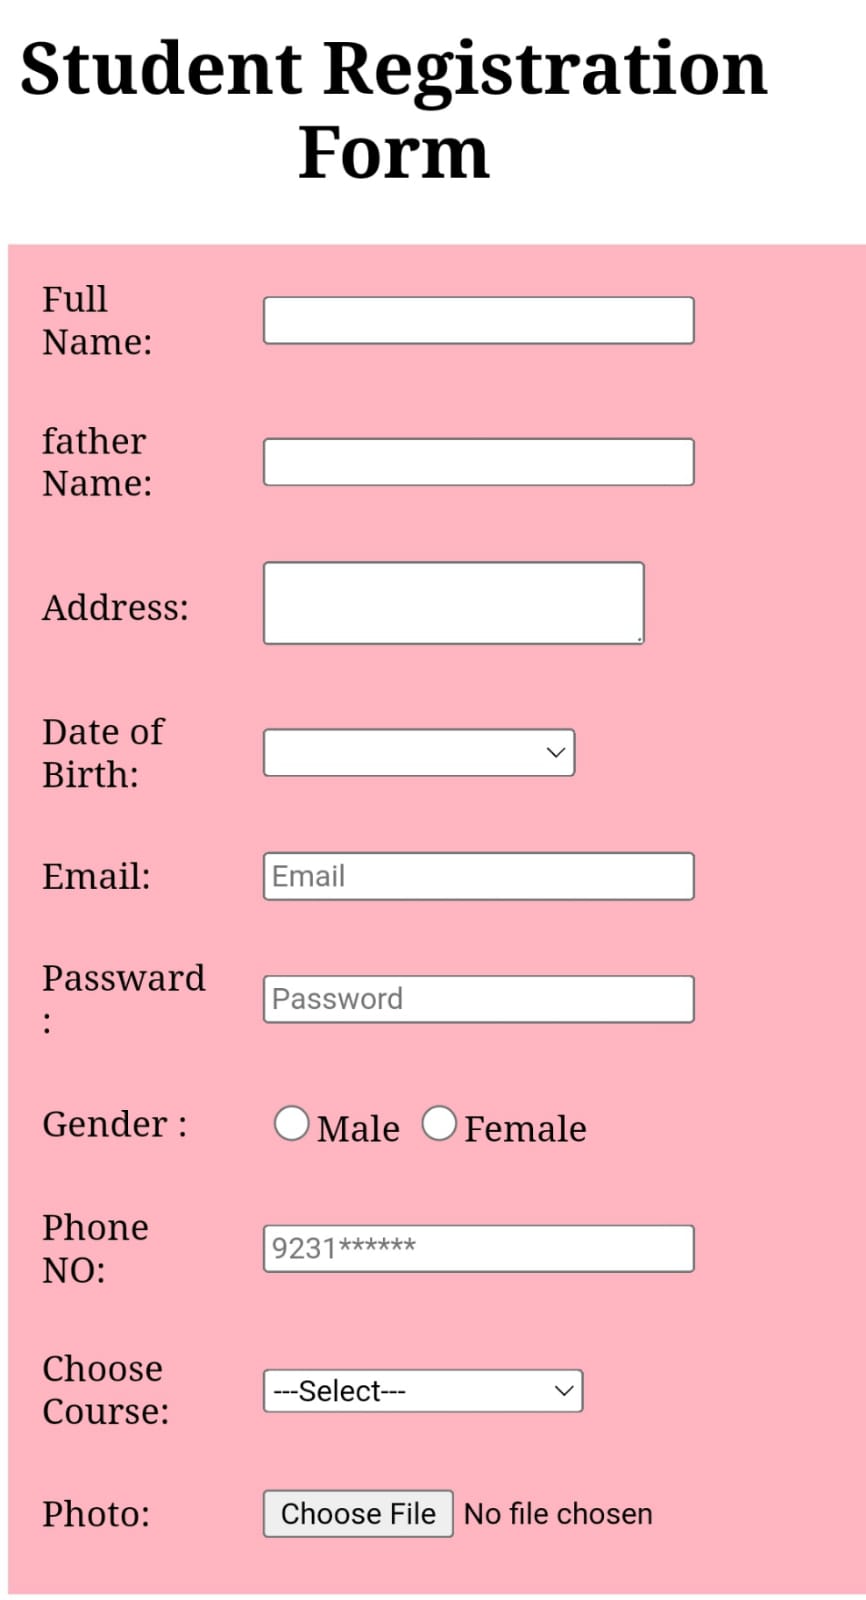 Student Registration
Form
Full
Name:
father
Name:
Address:
Date of
Birth:
Email:
Email
Passward
:
Password
Gender :
Male Female
Phone
NO:
9231******
Choose
Course:
---Select---
Photo:
Choose File No file chosen